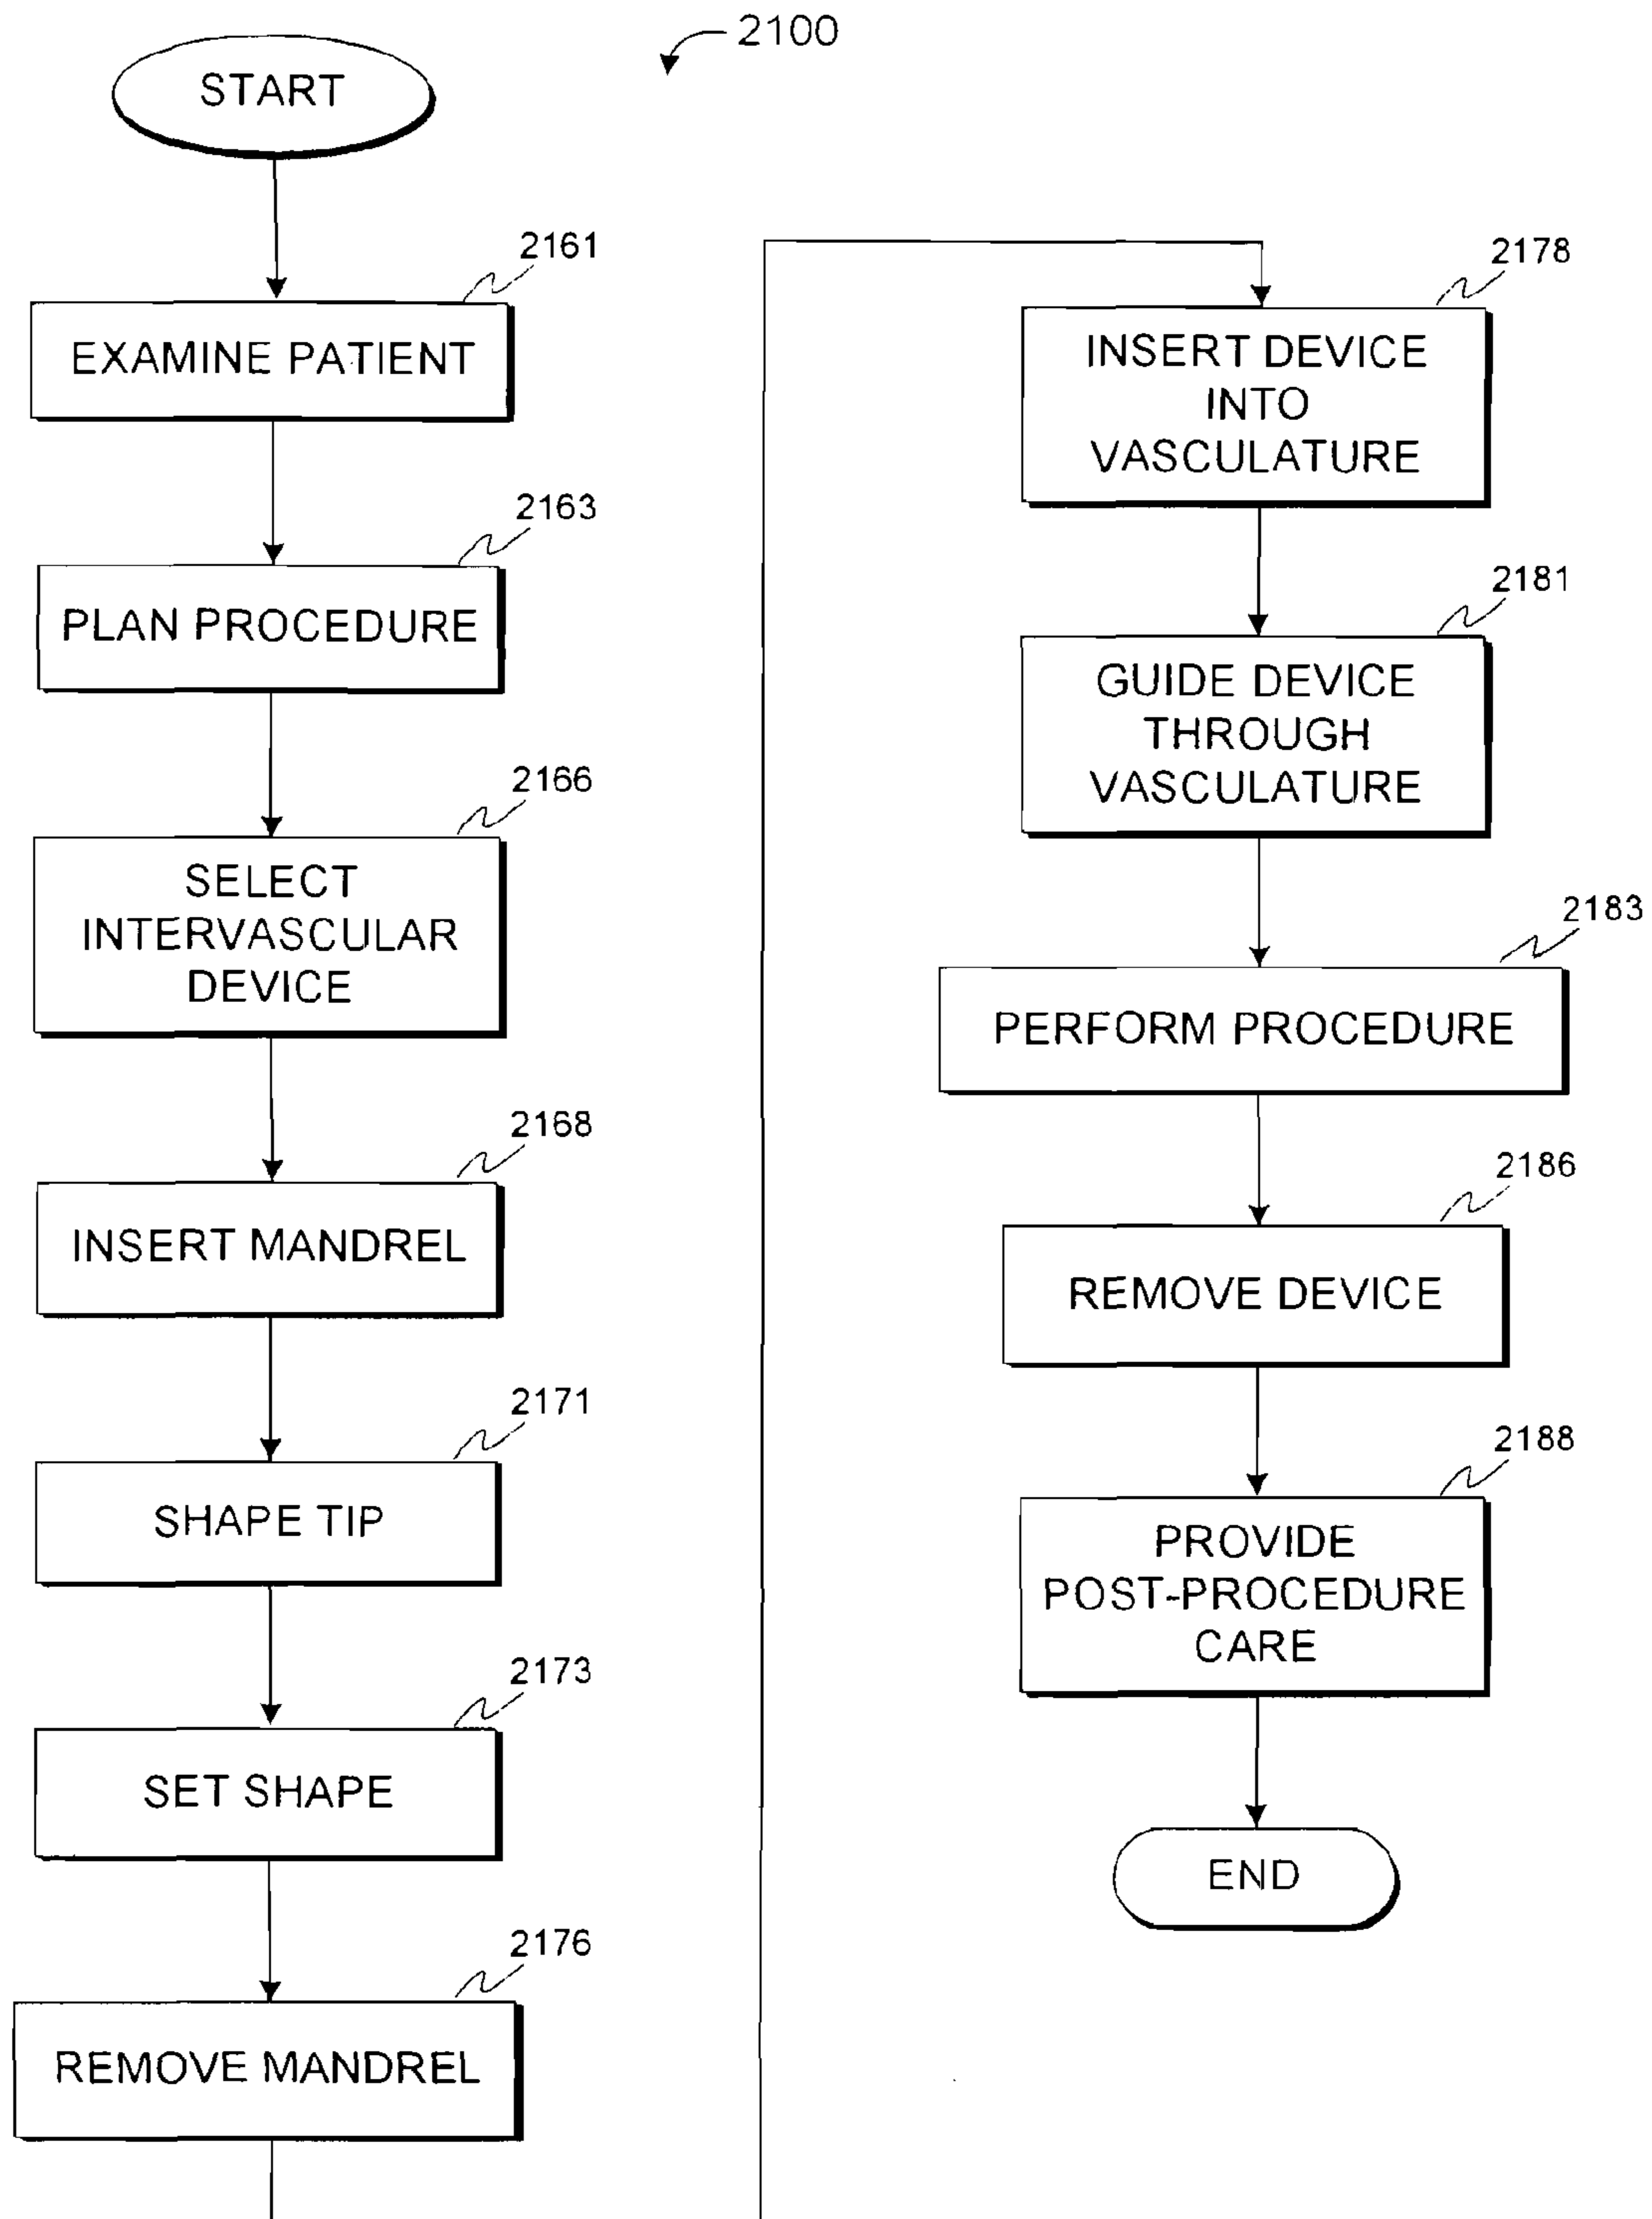 2100
START
2161
EXAMINE PATIENT
2163
PLAN PROCEDURE
2166
SELECT
INTERVASCULAR
DEVICE
2168
INSERT MANDREL
2171
SHAPE TIP
2173
SET SHAPE
2176
REMOVE MANDREL
2178
INSERT DEVICE
INTO
VASCULATURE
2181
GUIDE DEVICE
THROUGH
VASCULATURE
2183
PERFORM PROCEDURE
2186
REMOVE DEVICE
2188
PROVIDE
POST-PROCEDURE
CARE
END